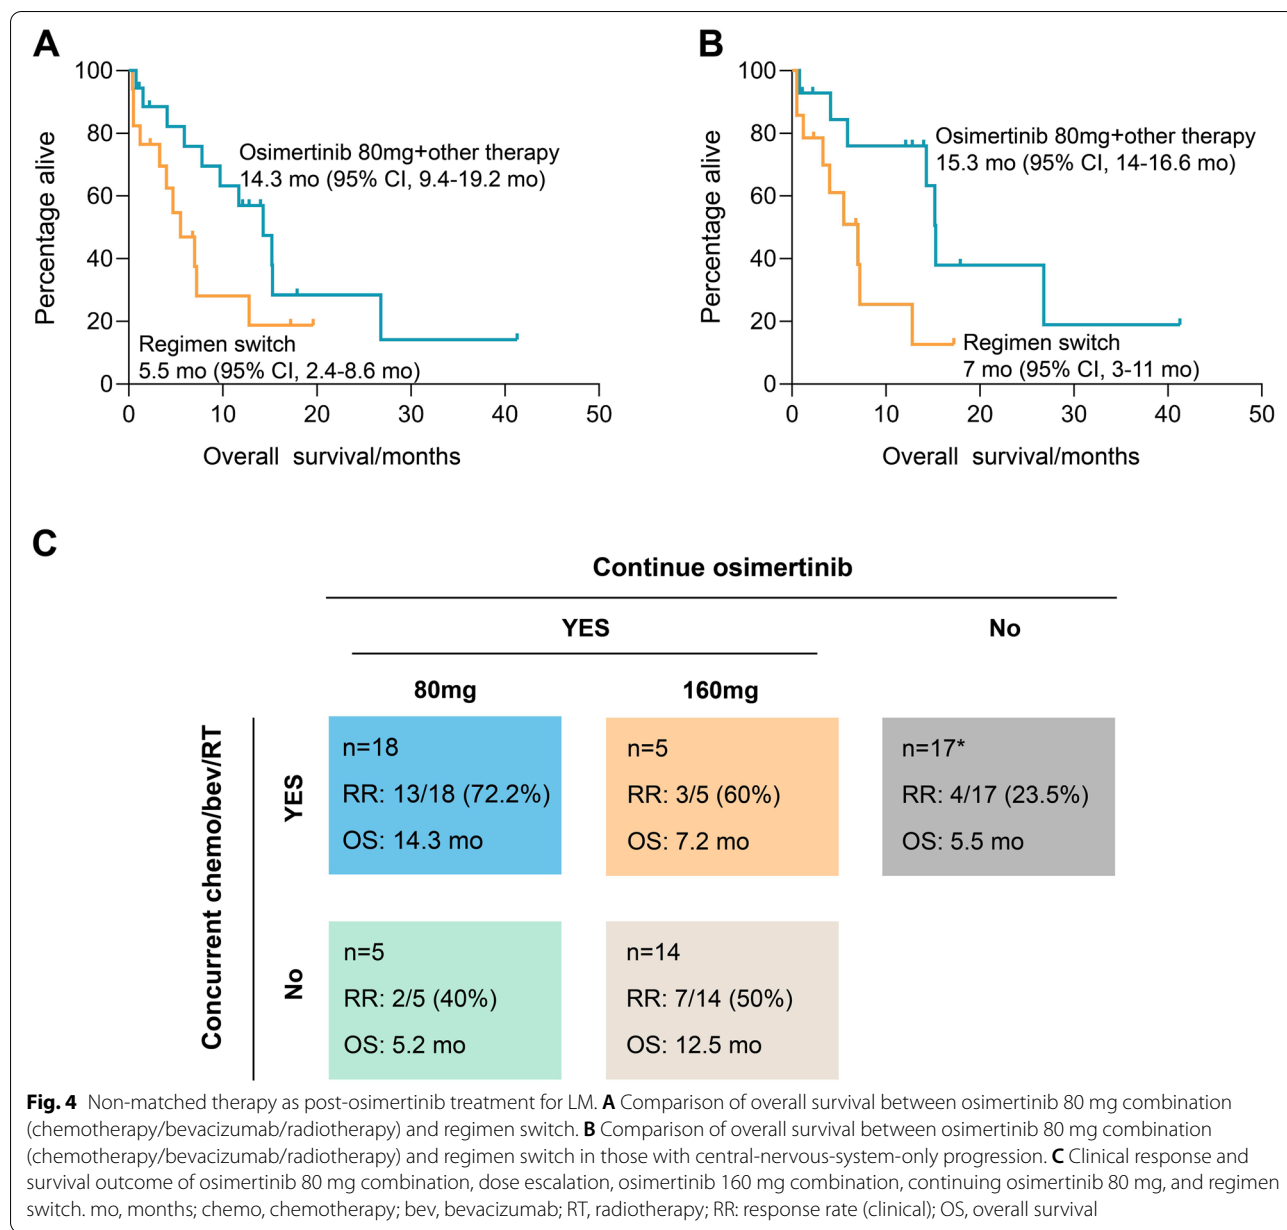 A
100
80
60
40
20
0
Percentage alive
Osimertinib 80mg+other therapy
14.3 mo (95% CI, 9.4-19.2 mo)
Regimen switch
5.5 mo (95% CI, 2.4-8.6 mo)
0 10 20 30 40 50
Overall survival/months
B
100
80
60
40
20
0
Percentage alive
Osimertinib 80mg+other therapy
15.3 mo (95% CI, 14-16.6 mo)
Regimen switch
7 mo (95% CI, 3-11 mo)
0 10 20 30 40 50
Overall survival/months
C
Continue osimertinib
YES No
80mg 160mg
Concurrent chemo/bev/RT
YES
n=18
RR: 13/18 (72.2%)
OS: 14.3 mo
n=5
RR: 3/5 (60%)
OS: 7.2 mo
n=17*
RR: 4/17 (23.5%)
OS: 5.5 mo
No
n=5
RR: 2/5 (40%)
OS: 5.2 mo
n=14
RR: 7/14 (50%)
OS: 12.5 mo
Fig. 4 Non-matched therapy as post-osimertinib treatment for LM. A Comparison of overall survival between osimertinib 80 mg combination
(chemotherapy/bevacizumab/radiotherapy) and regimen switch. B Comparison of overall survival between osimertinib 80 mg combination
(chemotherapy/bevacizumab/radiotherapy) and regimen switch in those with central-nervous-system-only progression. C Clinical response and
survival outcome of osimertinib 80 mg combination, dose escalation, osimertinib 160 mg combination, continuing osimertinib 80 mg, and regimen
switch. mo, months; chemo, chemotherapy; bev, bevacizumab; RT, radiotherapy; RR: response rate (clinical); OS, overall survival